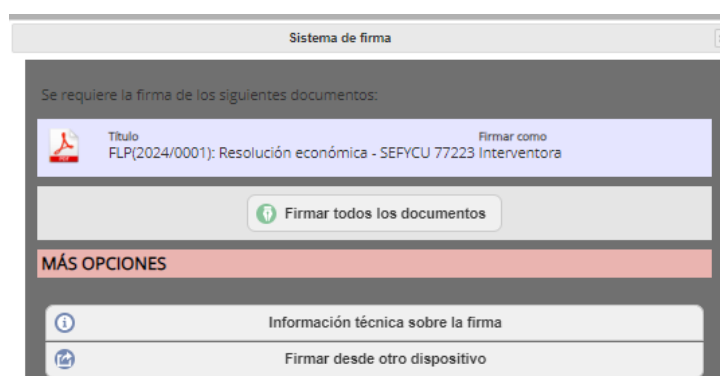 Sistema de firma
Se requiere la firma de los siguientes documentos:
Título Firmar como
FLP(2024/0001): Resolución económica - SEFYCU 77223 Interventora
Firmar todos los documentos
MÁS OPCIONES
Información técnica sobre la firma
Firmar desde otro dispositivo